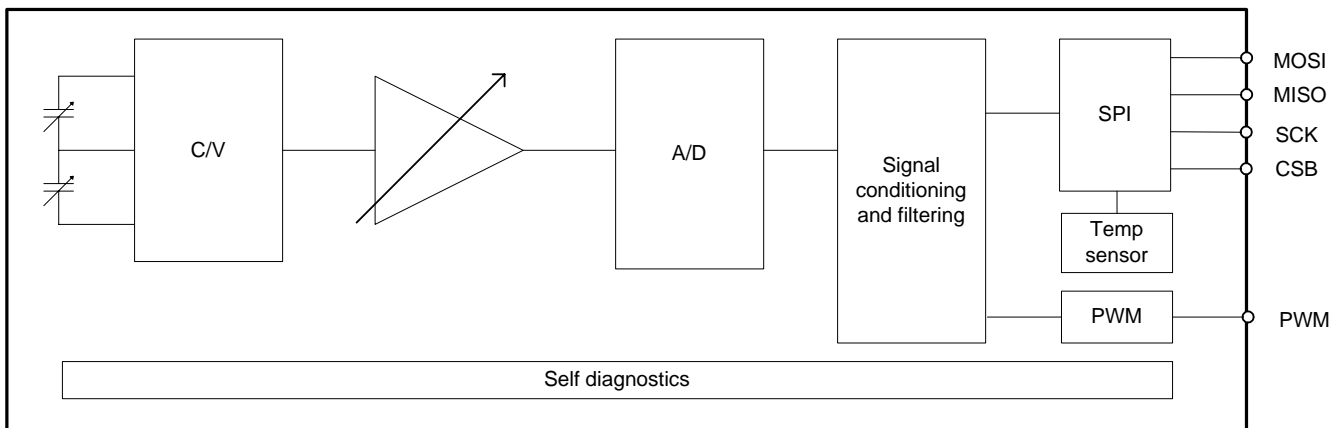 C/V
A/D
Signal
conditioning
and filtering
SPI
Temp
sensor
PWM
MOSI
MISO
SCK
CSB
PWM
Self diagnostics